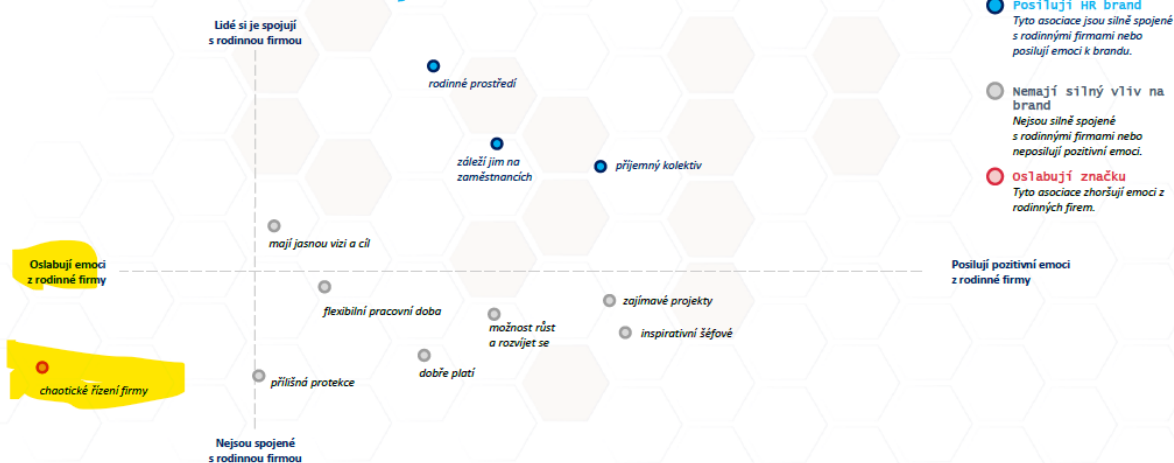 Lidé si je spojují
s rodinnou firmou
rodinné prostředí
záleží jim na
zaměstnancích
příjemný kolektiv
mají jasnou vizi a cíl
Oslabují emoci
z rodinné firmy
Posilují pozitivní emoci
z rodinné firmy
flexibilní pracovní doba
zajímavé projekty
možnost růst
a rozvíjet se
inspirativní šéfové
dobře platí
chaotické řízení firmy
přílišná protekce
Nejsou spojené
s rodinnou firmou
Posilují HR brand
Tyto asociace jsou silně spojené
s rodinnými firmami nebo
posilují emoci k brandu.
Nemají silný vliv na
brand
Nejsou silně spojené
s rodinnými firmami nebo
neposilují pozitivní emoci.
Oslabují značku
Tyto asociace zhoršují emoci z
rodinných firem.